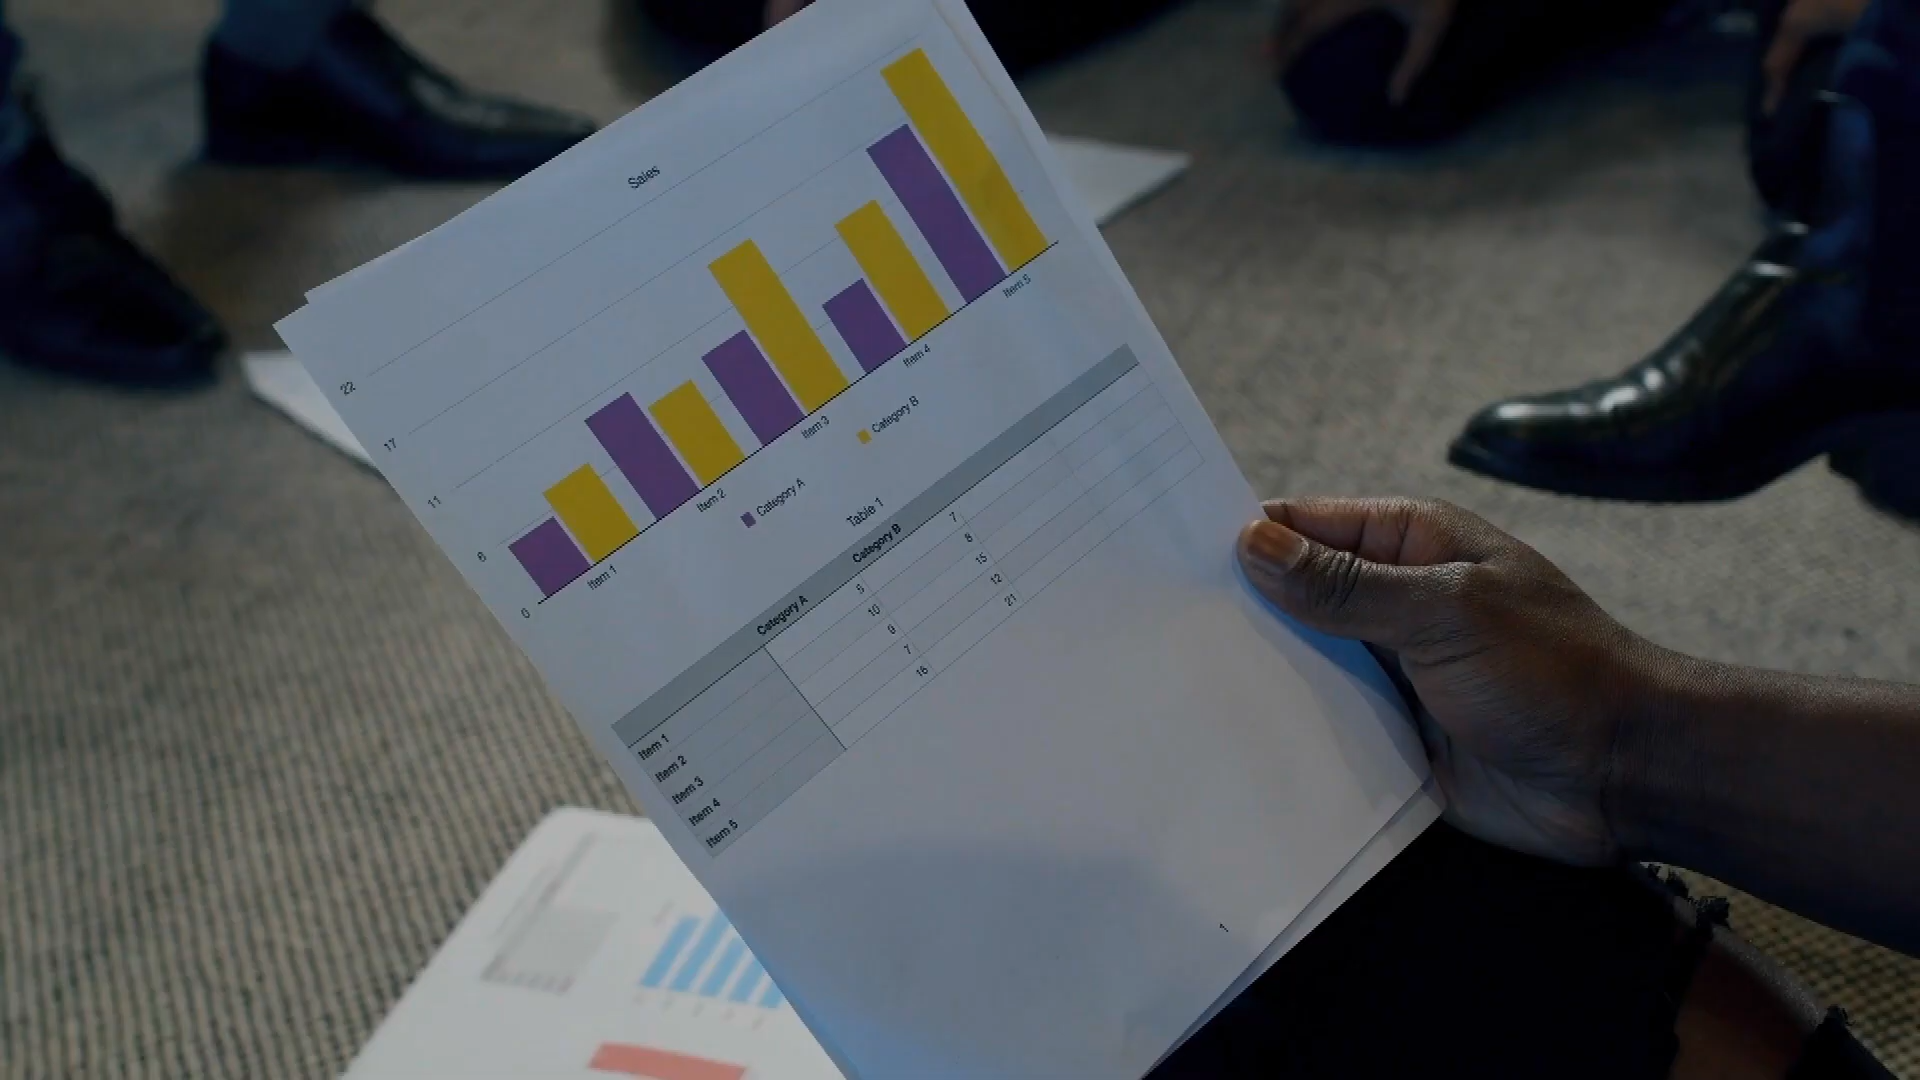 Sales
22
17
11
6
0
Item 1
Item 2
Item 3
Item 4
Item 5
Category A
Category B
Table 1
Category A Category B
Item 1 5 7
Item 2 10 8
Item 3 9 15
Item 4 7 12
Item 5 16 21
1